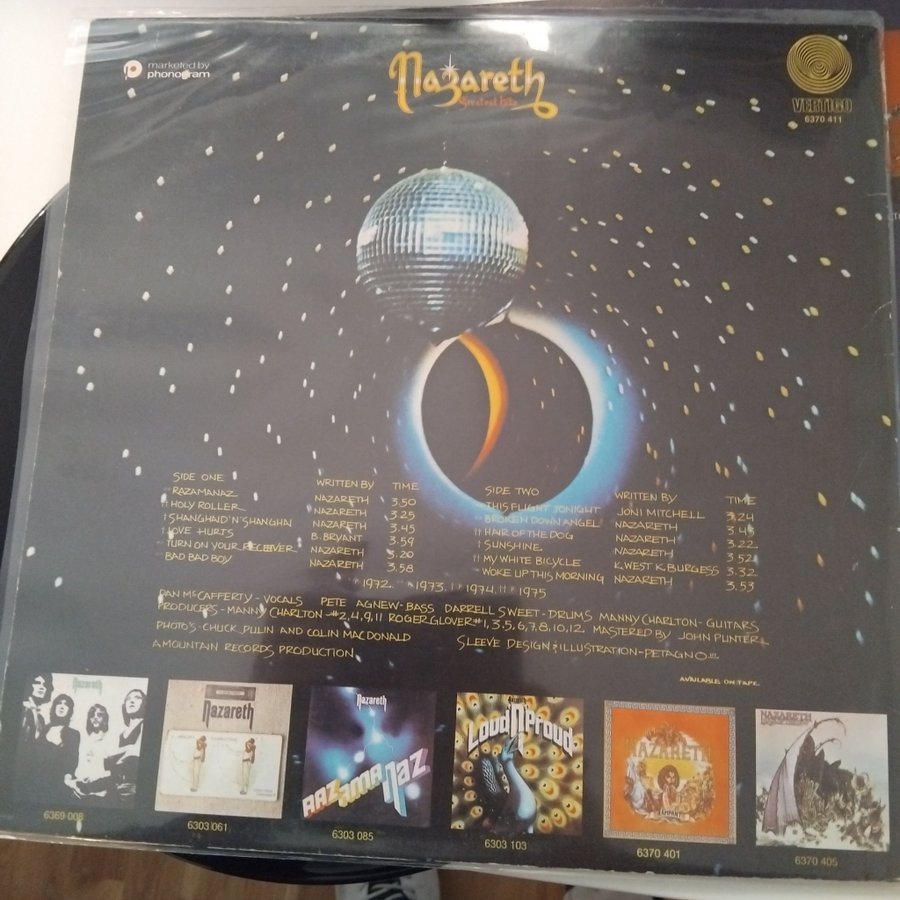 marketed by
phonogram
Nazareth
Greatest Hits
VERTIGO
6370 411
SIDE ONE WRITTEN BY TIME
RAZAMANAZ NAZARETH 3.50
HOLY ROLLER NAZARETH 3.25
SHANGHAID'N'SHANGHAI NAZARETH 3.45
LOVE HURTS B. BRYANT 3.59
TURN ON YOUR RECEIVER NAZARETH 3.20
BAD BAD BOY NAZARETH 3.58
SIDE TWO WRITTEN BY TIME
THIS FLIGHT TONIGHT JONI MITCHELL 3.24
BROKEN DOWN ANGEL NAZARETH 3.45
HAIR OF THE DOG NAZARETH 3.22
SUNSHINE NAZARETH 3.52
MY WHITE BICYCLE K.WEST K.BURGESS 3.32
WOKE UP THIS MORNING NAZARETH 3.53
1972. 1973. 1974. 1975
DAN McCAFFERTY - VOCALS PETE AGNEW - BASS DARRELL SWEET - DRUMS MANNY CHARLTON - GUITARS
PRODUCERS - MANNY CHARLTON #2,4,9,11 ROGER GLOVER #1,3,5,6,7,8,10,12. MASTERED BY JOHN PUNTER
PHOTO'S - CHUCK PULIN AND COLIN MACDONALD SLEEVE DESIGN & ILLUSTRATION - PETAGNO
A MOUNTAIN RECORDS PRODUCTION
AVAILABLE ON TAPE
Nazareth
Nazareth
Nazareth
RAZAMANAZ
Loud'N'Proud
NAZARETH
RAMPANT
NAZARETH
6369 008
6303 061
6303 085
6303 103
6370 401
6370 405